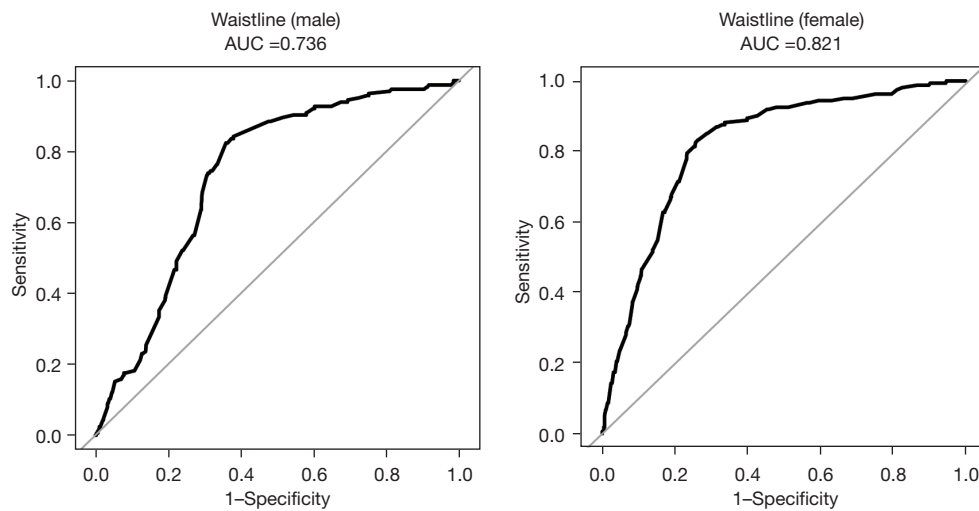 Waistline (male)
AUC =0.736
1.0
0.8
0.6
0.4
0.2
0.0
Sensitivity
0.0 0.2 0.4 0.6 0.8 1.0
1–Specificity
Waistline (female)
AUC =0.821
1.0
0.8
0.6
0.4
0.2
0.0
Sensitivity
0.0 0.2 0.4 0.6 0.8 1.0
1–Specificity